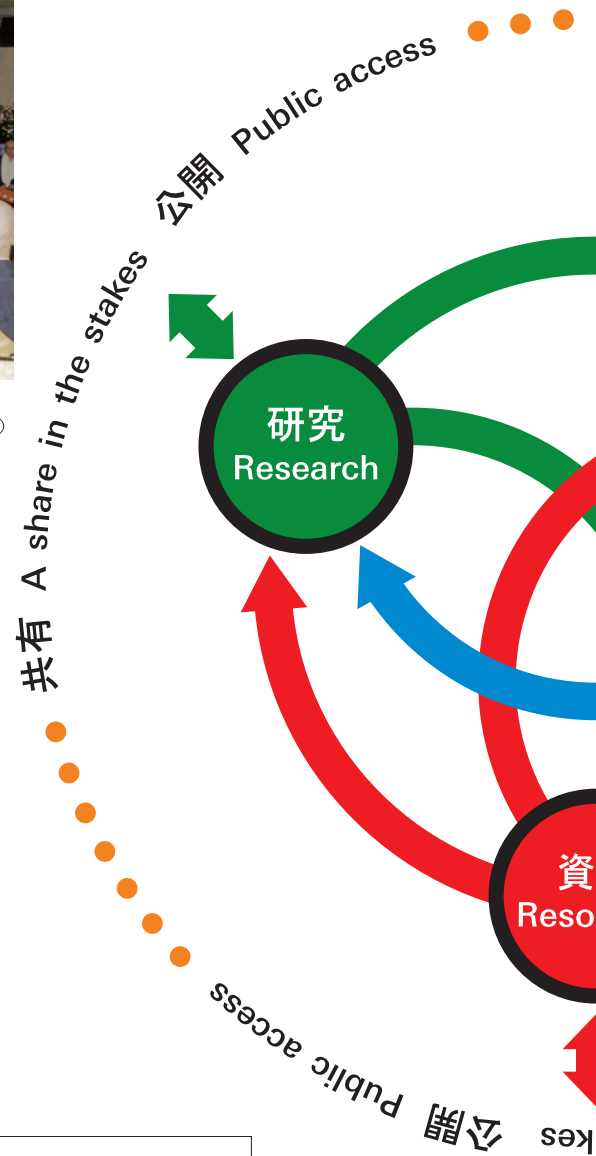 公開 Public access
共有 A share in the stakes
研究
Research
資
Reso
公開 Public access
kes